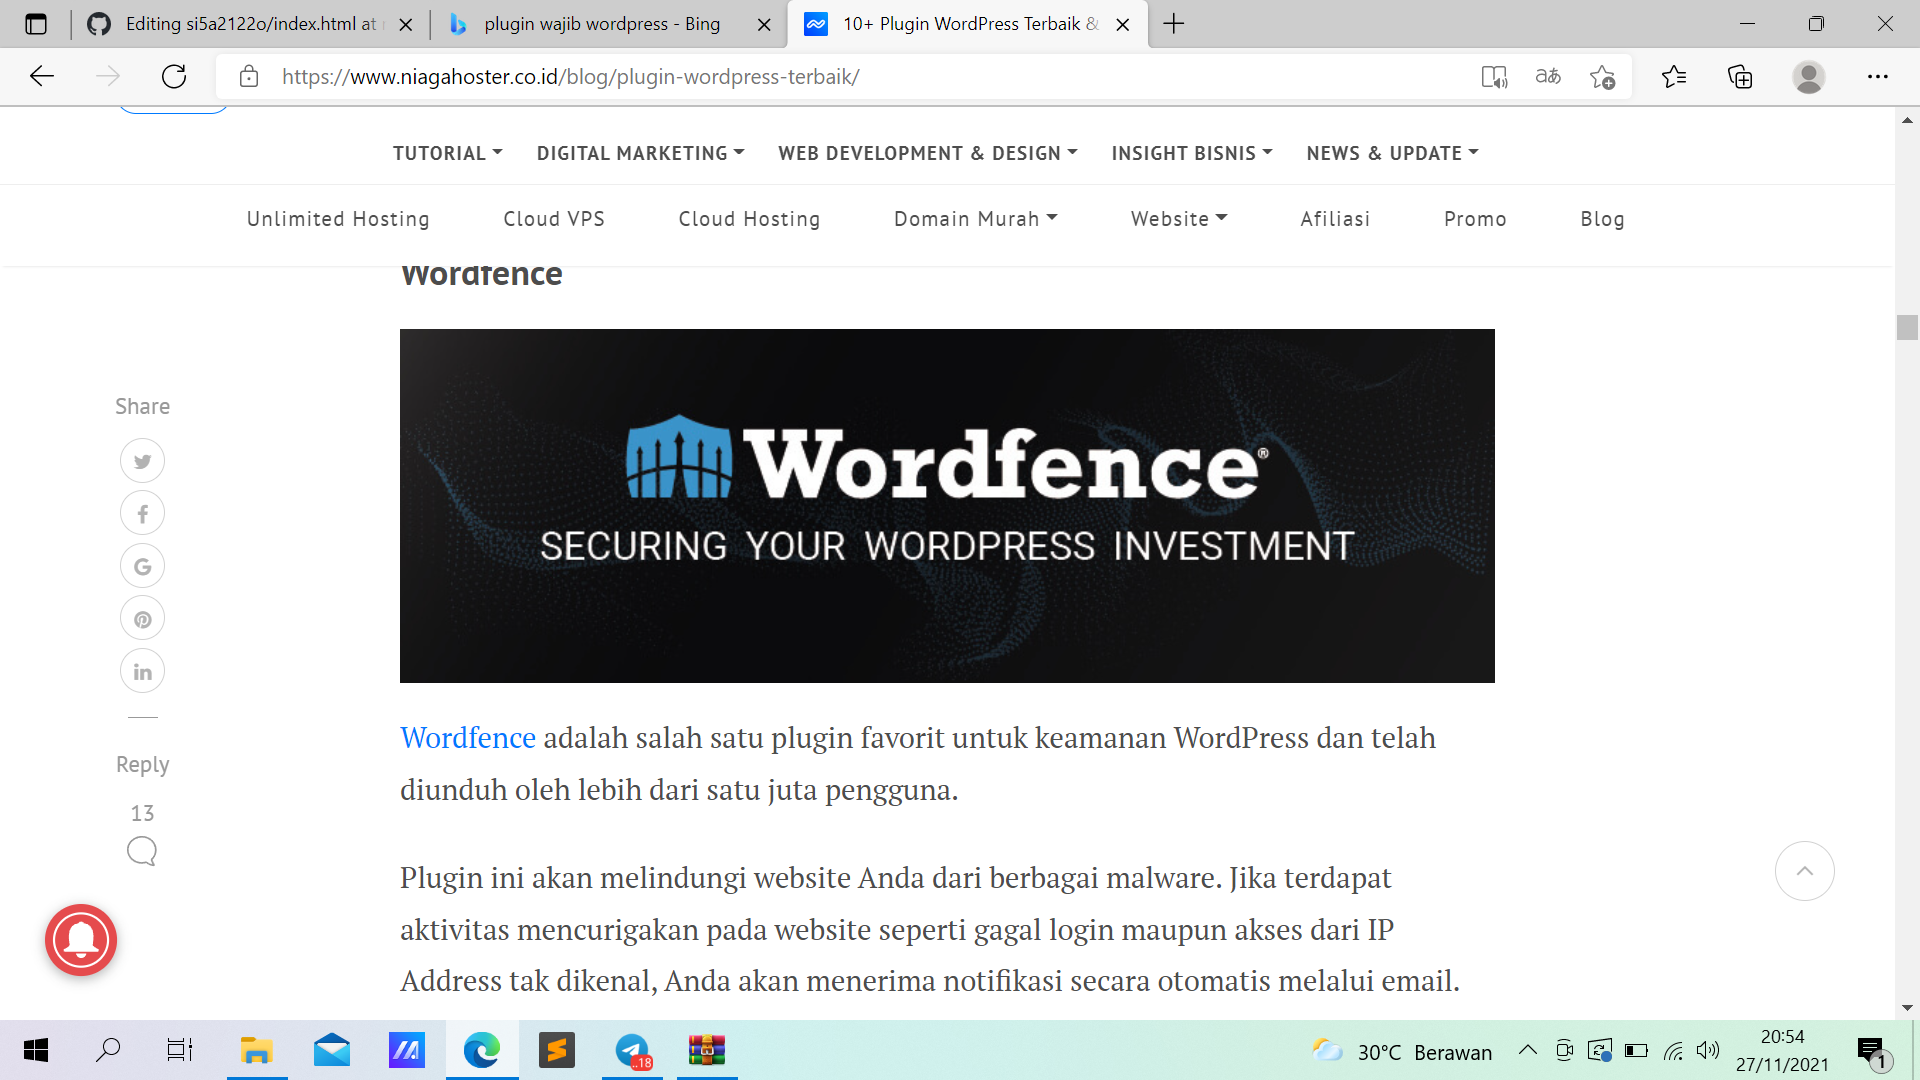 Editing si5a2122o/index.html at
plugin wajib wordpress - Bing
10+ Plugin WordPress Terbaik &
https://www.niagahoster.co.id/blog/plugin-wordpress-terbaik/
TUTORIAL DIGITAL MARKETING WEB DEVELOPMENT & DESIGN INSIGHT BISNIS NEWS & UPDATE
Unlimited Hosting Cloud VPS Cloud Hosting Domain Murah Website Afiliasi Promo Blog
Wordfence
Wordfence®
SECURING YOUR WORDPRESS INVESTMENT
Share
Reply
13
Wordfence adalah salah satu plugin favorit untuk keamanan WordPress dan telah
diunduh oleh lebih dari satu juta pengguna.
Plugin ini akan melindungi website Anda dari berbagai malware. Jika terdapat
aktivitas mencurigakan pada website seperti gagal login maupun akses dari IP
Address tak dikenal, Anda akan menerima notifikasi secara otomatis melalui email.
..18
30°C Berawan
20:54
27/11/2021
1